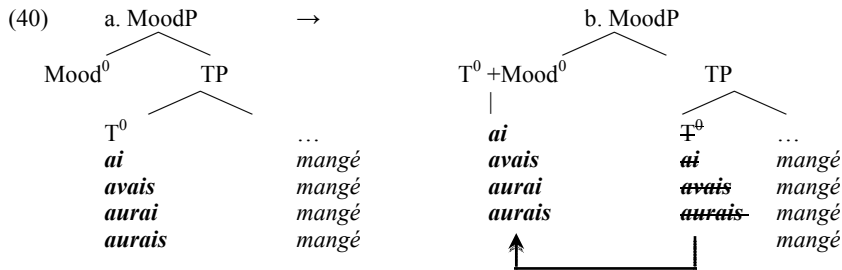 (40) a. MoodP → b. MoodP
Mood⁰ TP T⁰ +Mood⁰ TP
T⁰ … ai T⁰ …
ai mangé avais ai mangé
avais mangé aurai avais mangé
aurai mangé aurais aurais mangé
aurais mangé mangé